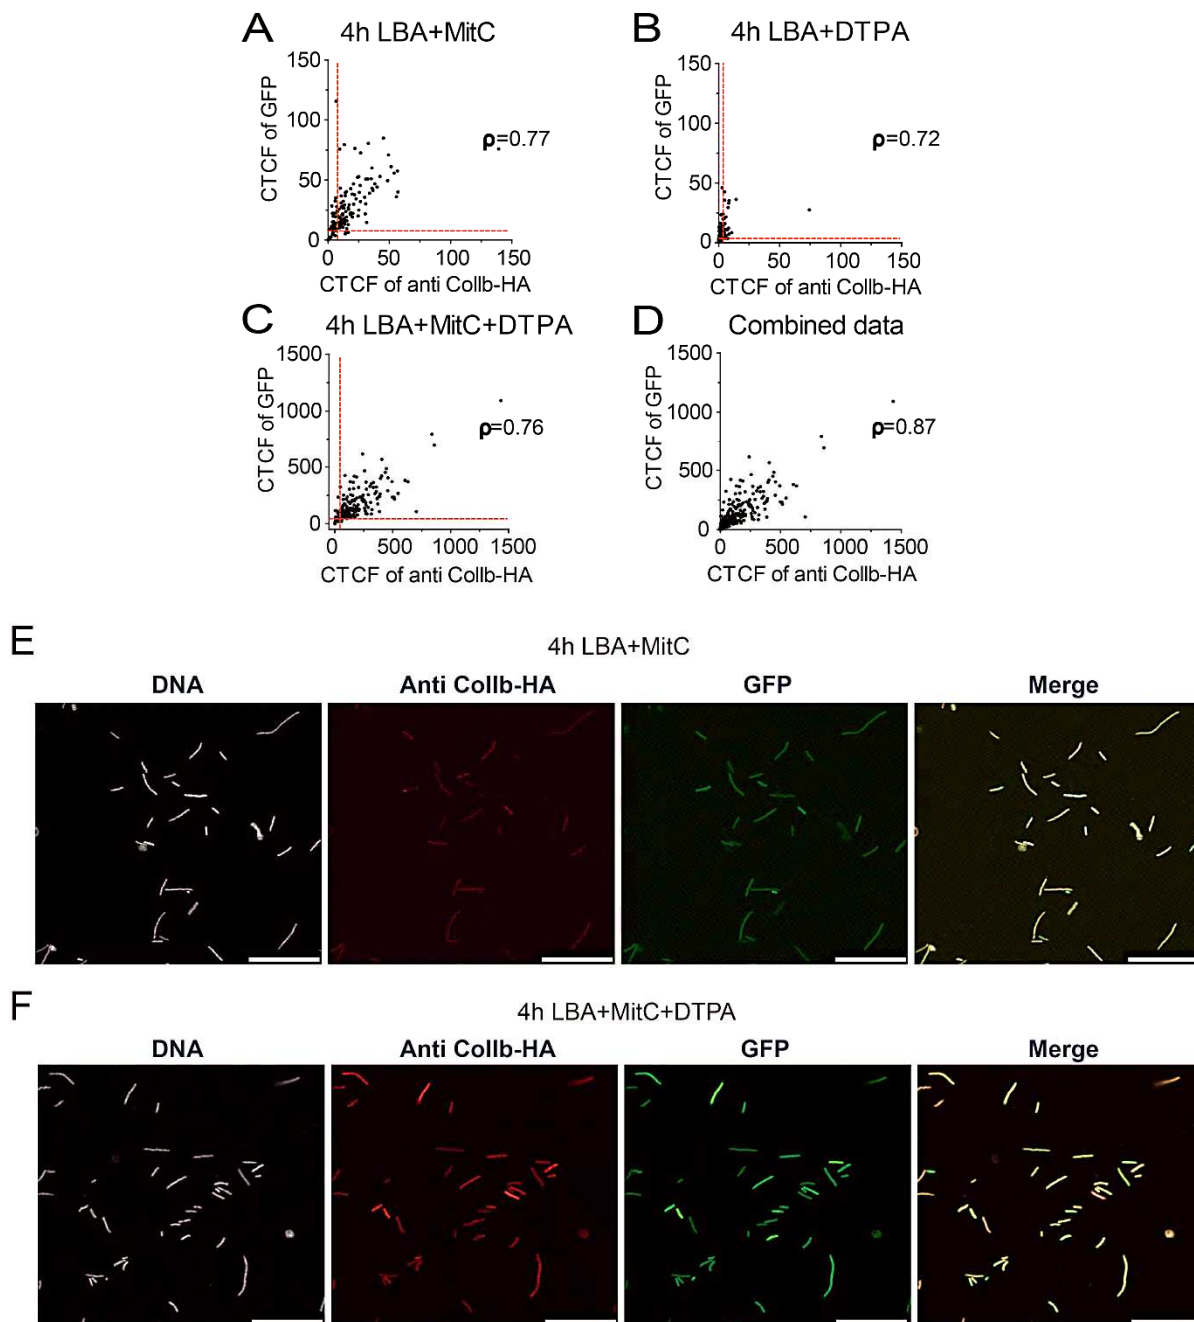 A 4h LBA+MitC
150
100
50
0
0 50 100 150
CTCF of GFP
CTCF of anti Collb-HA
ρ=0.77
B 4h LBA+DTPA
150
100
50
0
0 50 100 150
CTCF of GFP
CTCF of anti Collb-HA
ρ=0.72
C 4h LBA+MitC+DTPA
1500
1000
500
0
0 500 1000 1500
CTCF of GFP
CTCF of anti Collb-HA
ρ=0.76
D Combined data
1500
1000
500
0
0 500 1000 1500
CTCF of GFP
CTCF of anti Collb-HA
ρ=0.87
E
4h LBA+MitC
DNA Anti Collb-HA GFP Merge
F
4h LBA+MitC+DTPA
DNA Anti Collb-HA GFP Merge